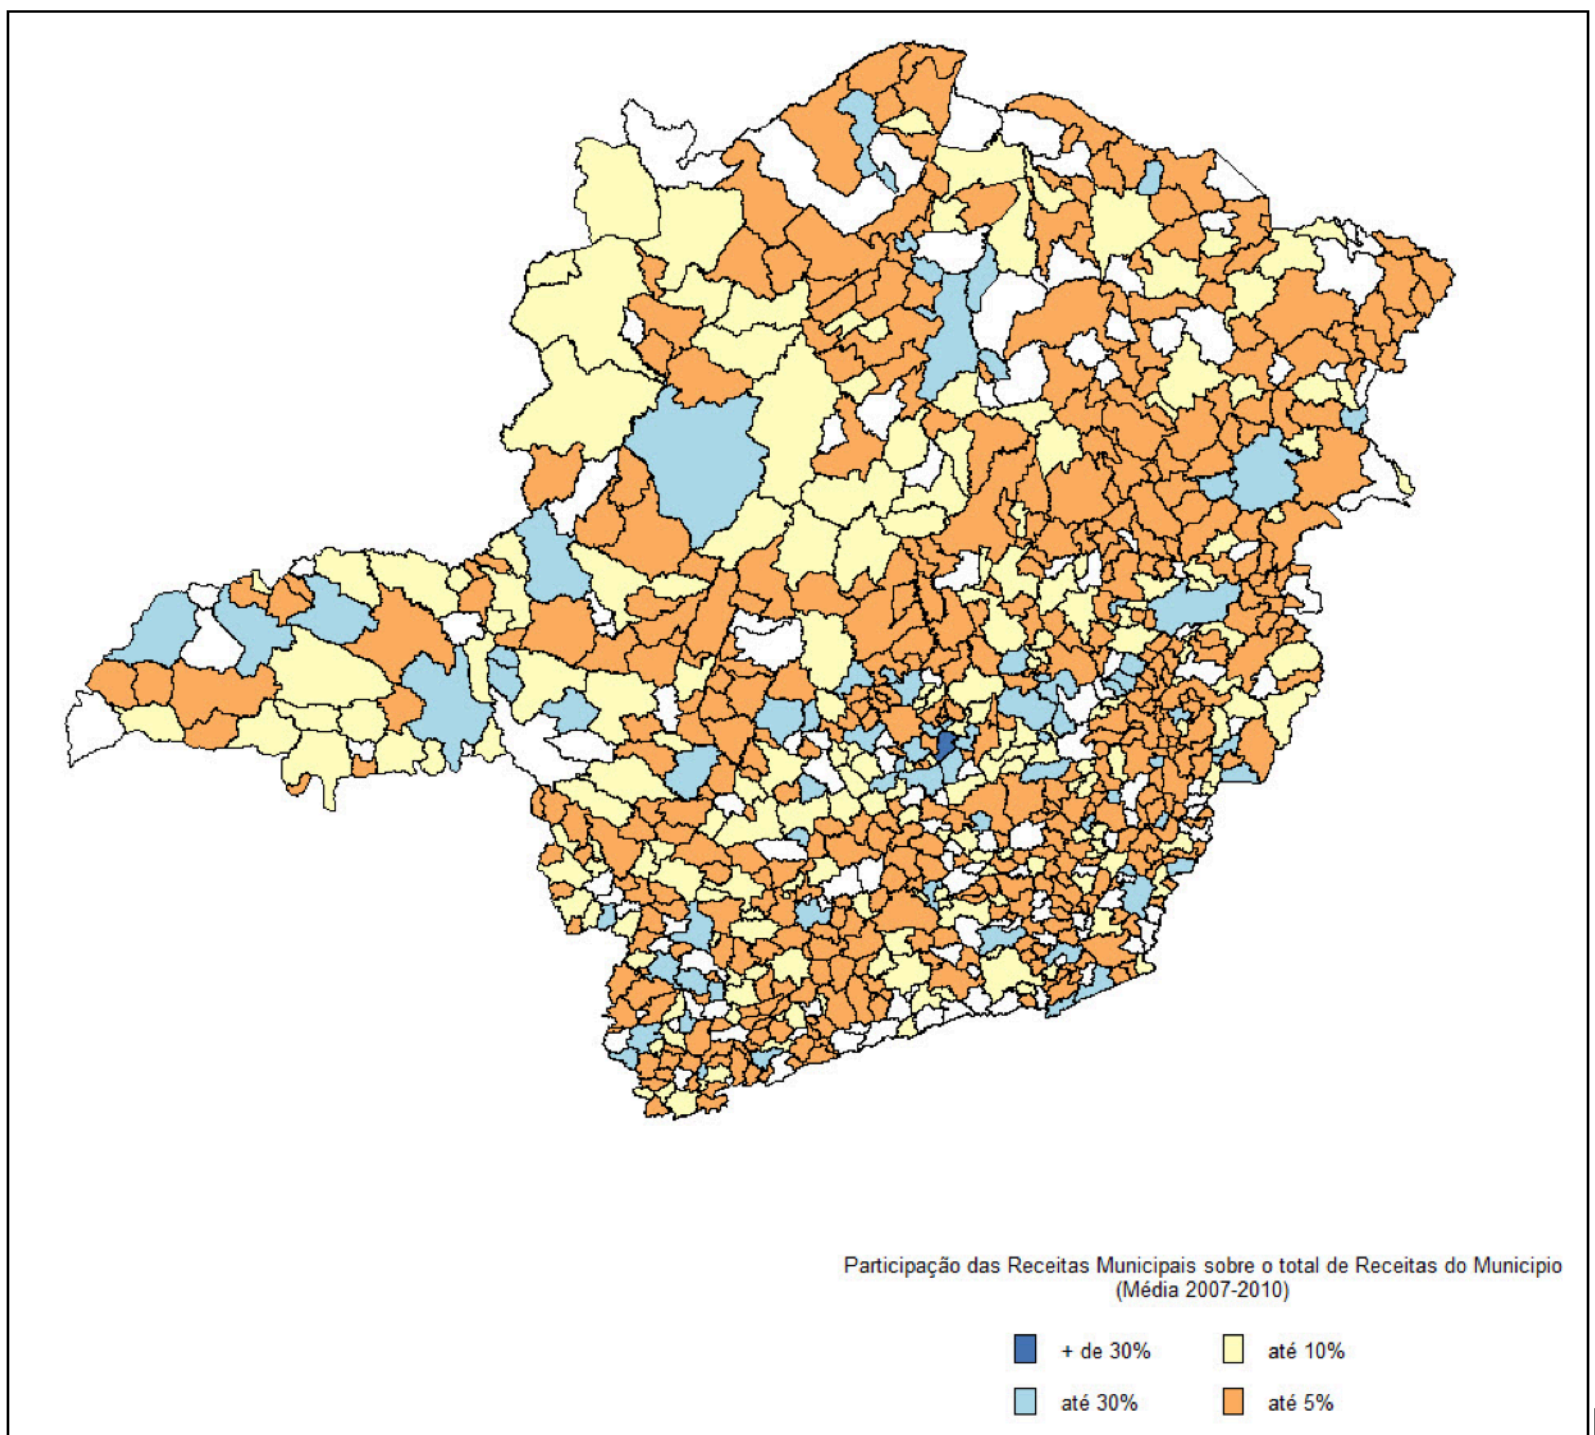 Participação das Receitas Municipais sobre o total de Receitas do Municipio
(Média 2007-2010)
+ de 30%
até 10%
até 30%
até 5%